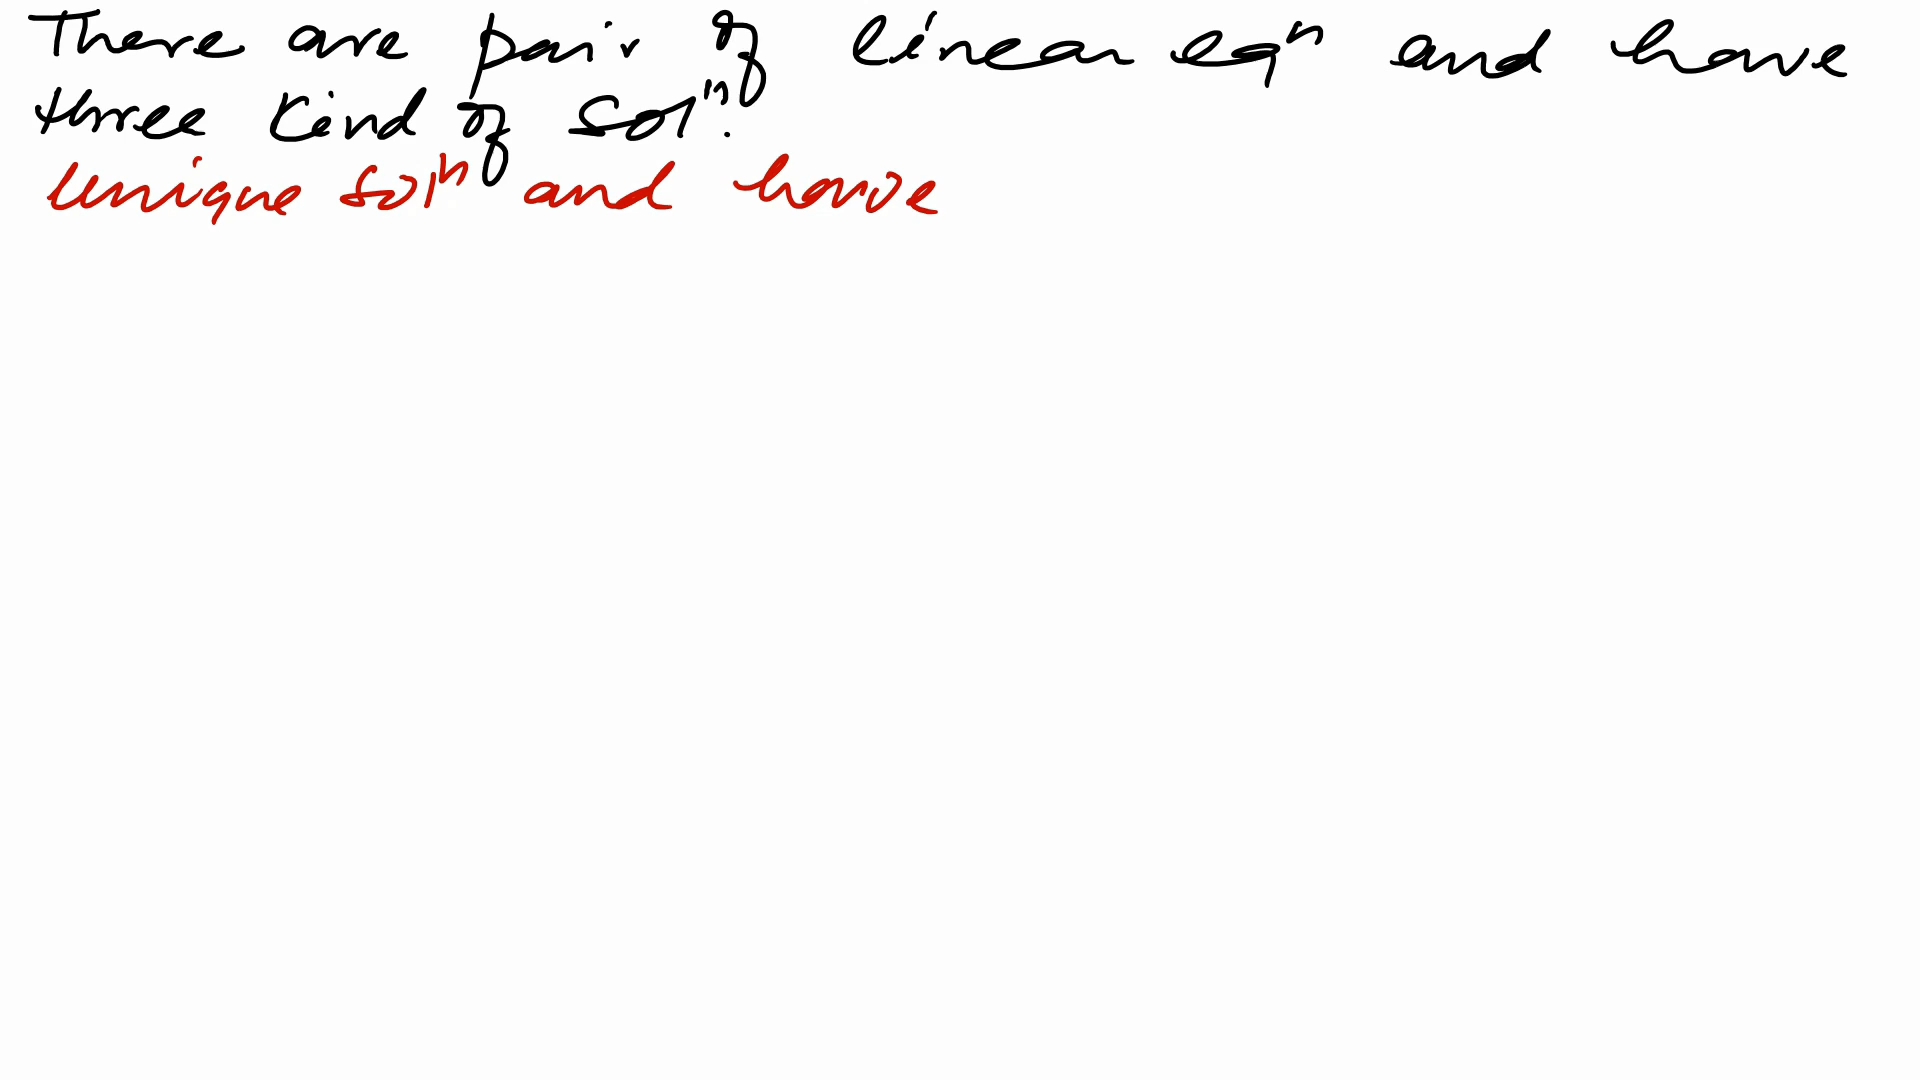 There are pair of linear eqⁿ and have
three kind of solⁿ.
Unique solⁿ and have